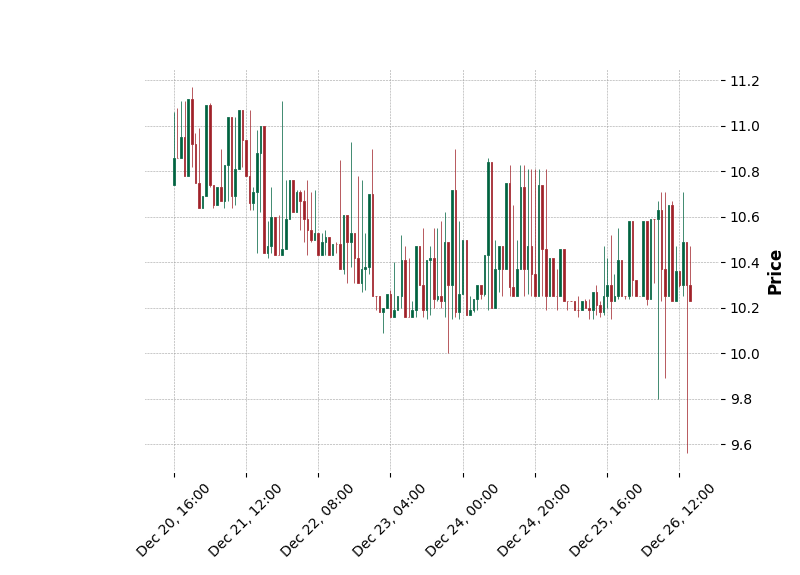 11.2
11.0
10.8
10.6
10.4
10.2
10.0
9.8
9.6
Price
Dec 20, 16:00
Dec 21, 12:00
Dec 22, 08:00
Dec 23, 04:00
Dec 24, 00:00
Dec 24, 20:00
Dec 25, 16:00
Dec 26, 12:00